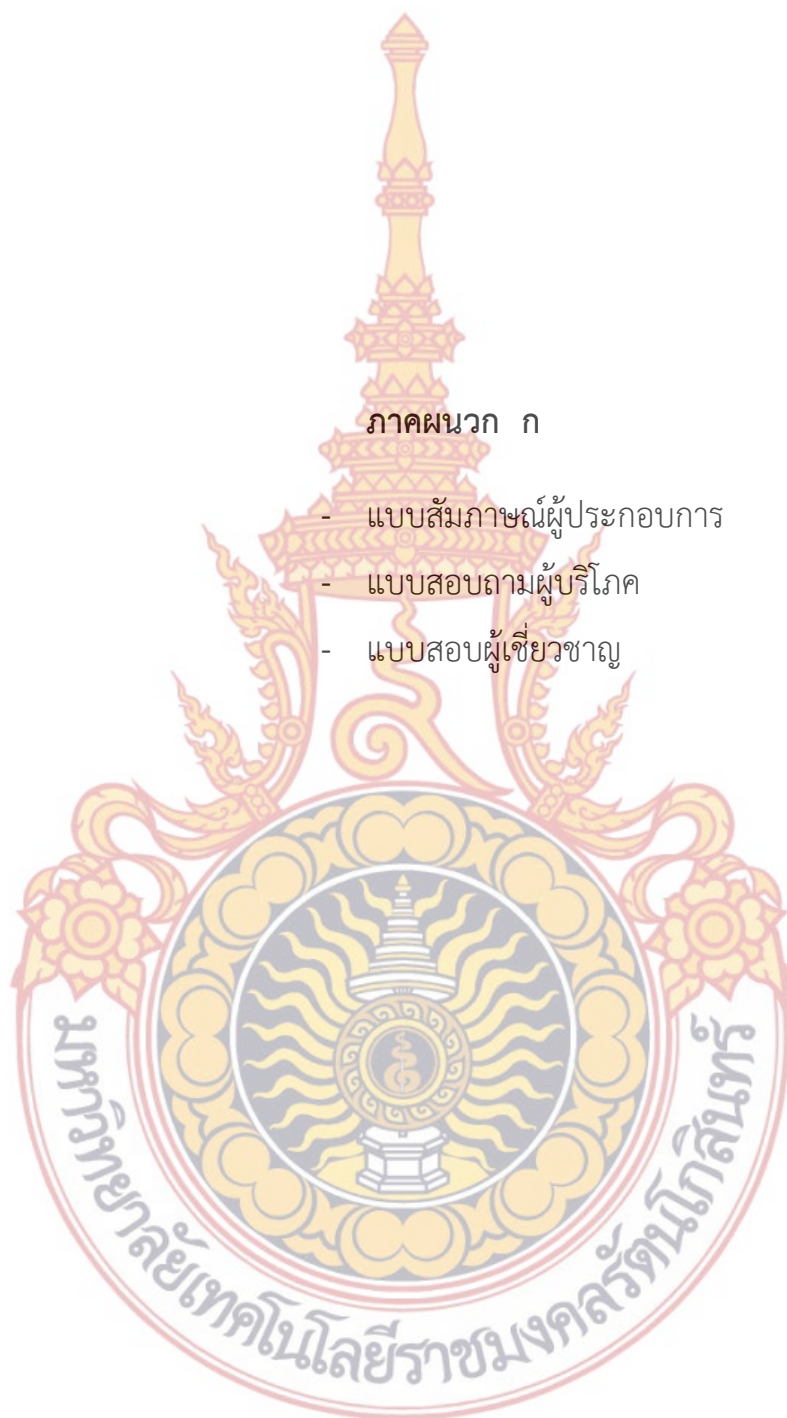 ภาคผนวก ก
- แบบสัมภาษณ์ผู้ประกอบการ
- แบบสอบถามผู้บริโภค
- แบบสอบผู้เชี่ยวชาญ
มหาวิทยาลัยเทคโนโลยีราชมงคลรัตนโกสินทร์